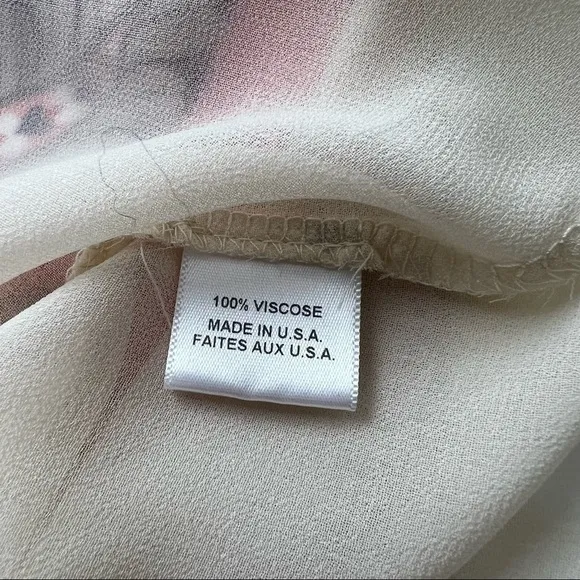 100% VISCOSE
MADE IN U.S.A.
FAITES AUX U.S.A.